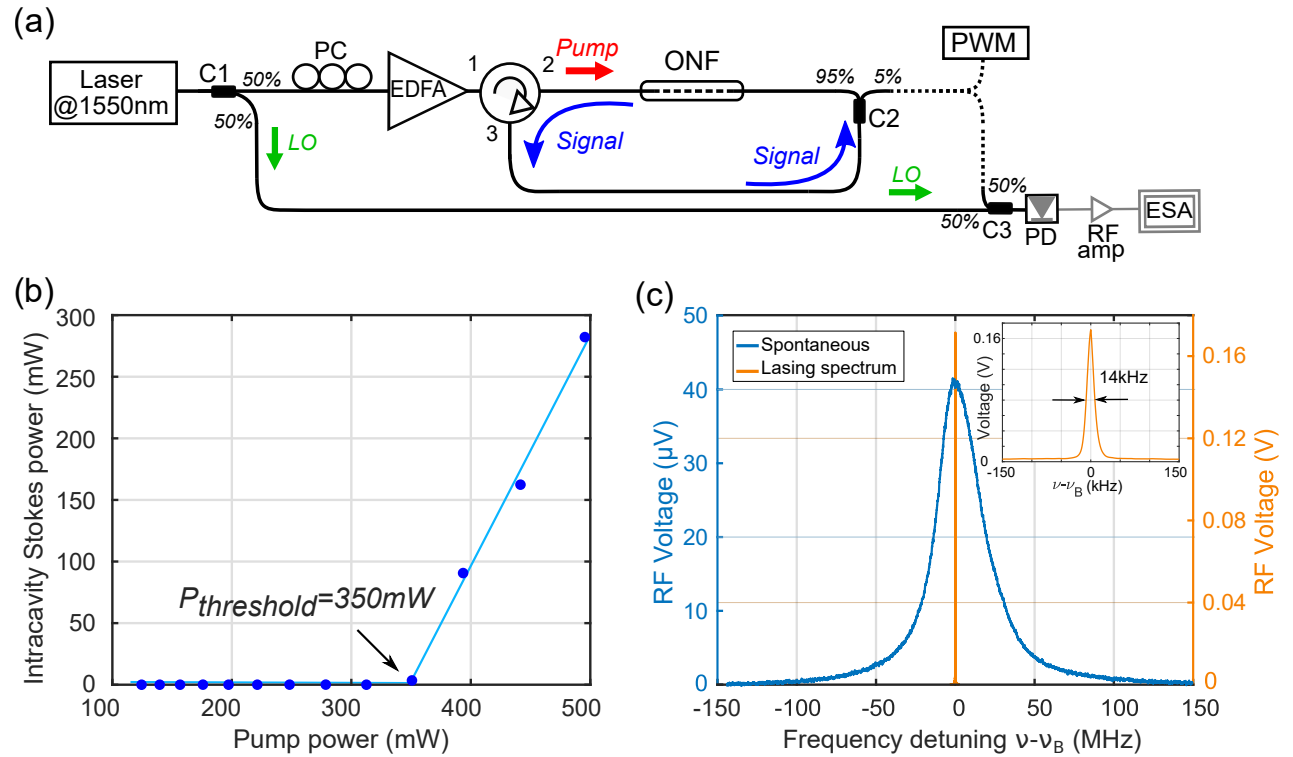 (a)
Laser
@1550nm
C1
50%
50%
PC
EDFA
1
2
3
Pump
ONF
95%
5%
C2
PWM
LO
Signal
Signal
LO
50%
50%
C3
PD
RF
amp
ESA
(b)
Intracavity Stokes power (mW)
300
250
200
150
100
50
0
Pthreshold=350mW
100
200
300
400
500
Pump power (mW)
(c)
RF Voltage (μV)
50
40
30
20
10
0
Spontaneous
Lasing spectrum
Voltage (V)
0.16
0
14kHz
-150
0
150
ν-νB (kHz)
0.16
0.12
0.08
0.04
0
RF Voltage (V)
-150
-100
-50
0
50
100
150
Frequency detuning ν-νB (MHz)